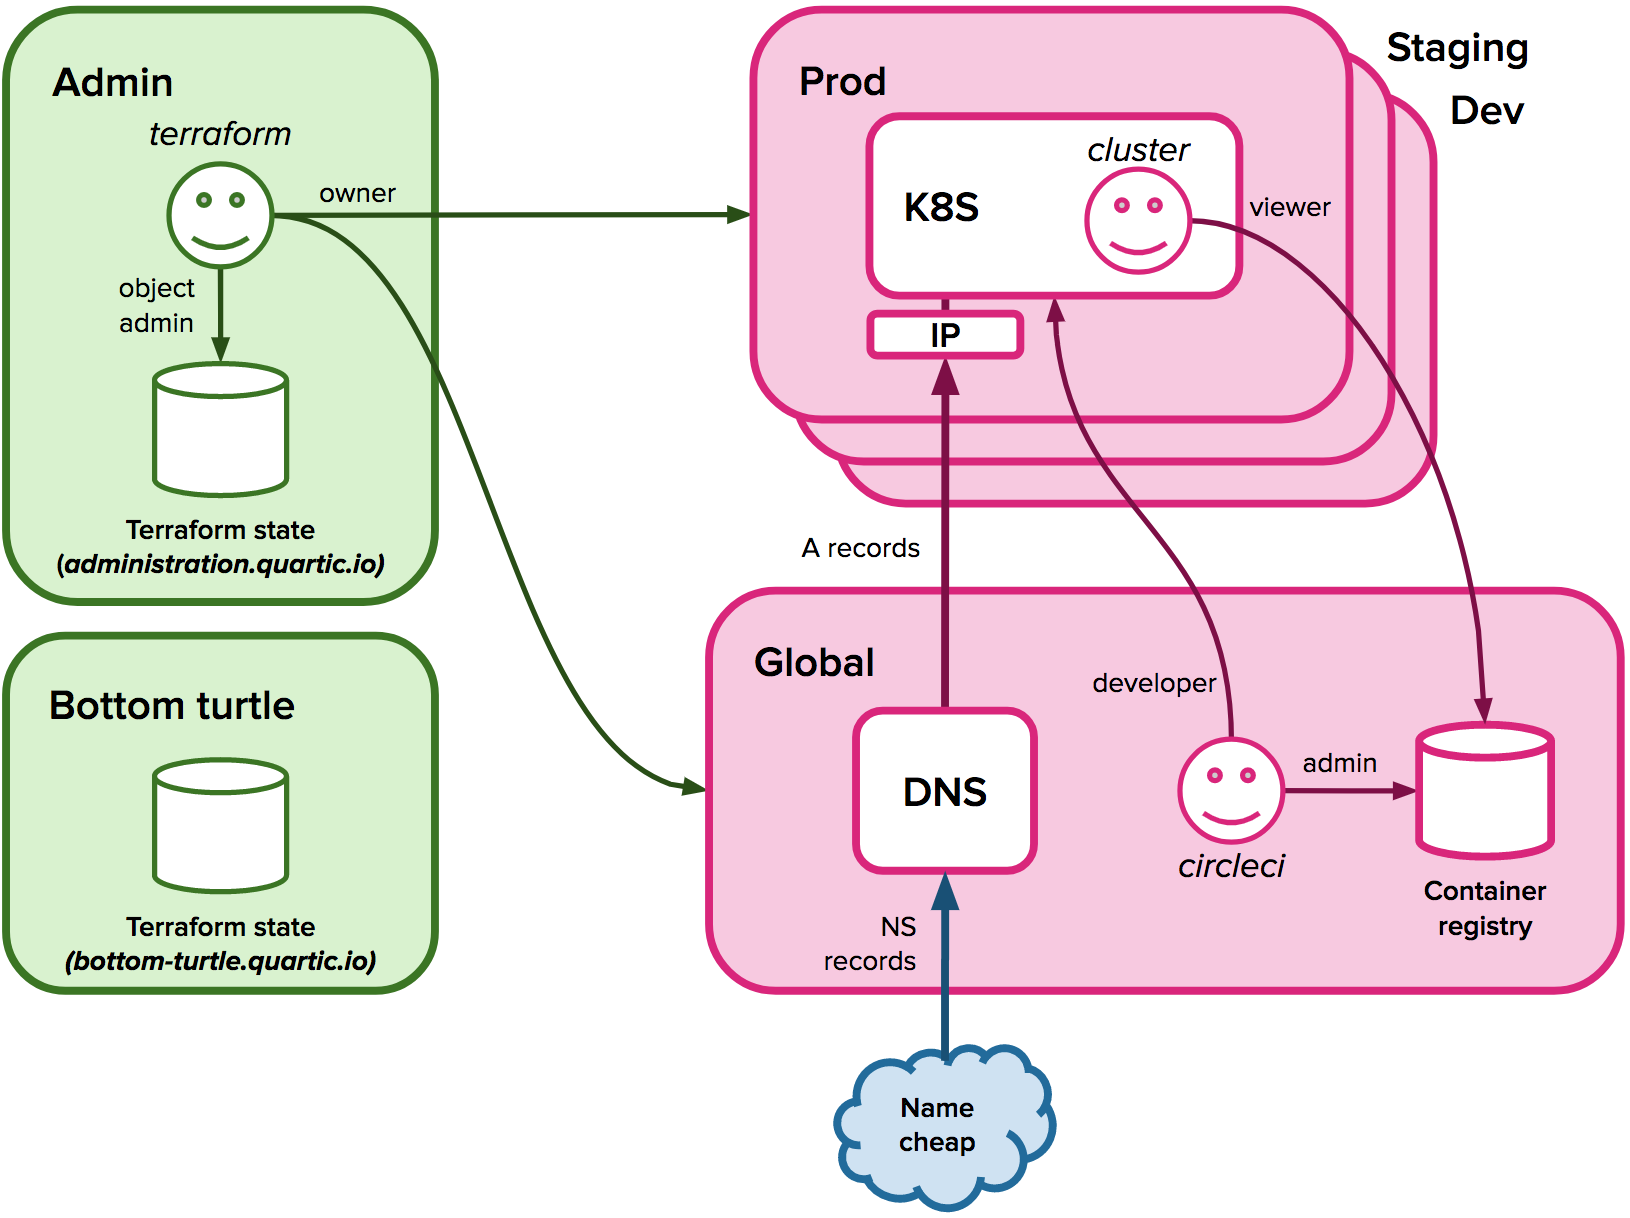 Admin
terraform
owner
object
admin
Terraform state
(administration.quartic.io)
Bottom turtle
Terraform state
(bottom-turtle.quartic.io)
Staging
Dev
Prod
cluster
K8S
viewer
IP
A records
Global
developer
DNS
admin
circleci
Container
registry
NS
records
Name
cheap